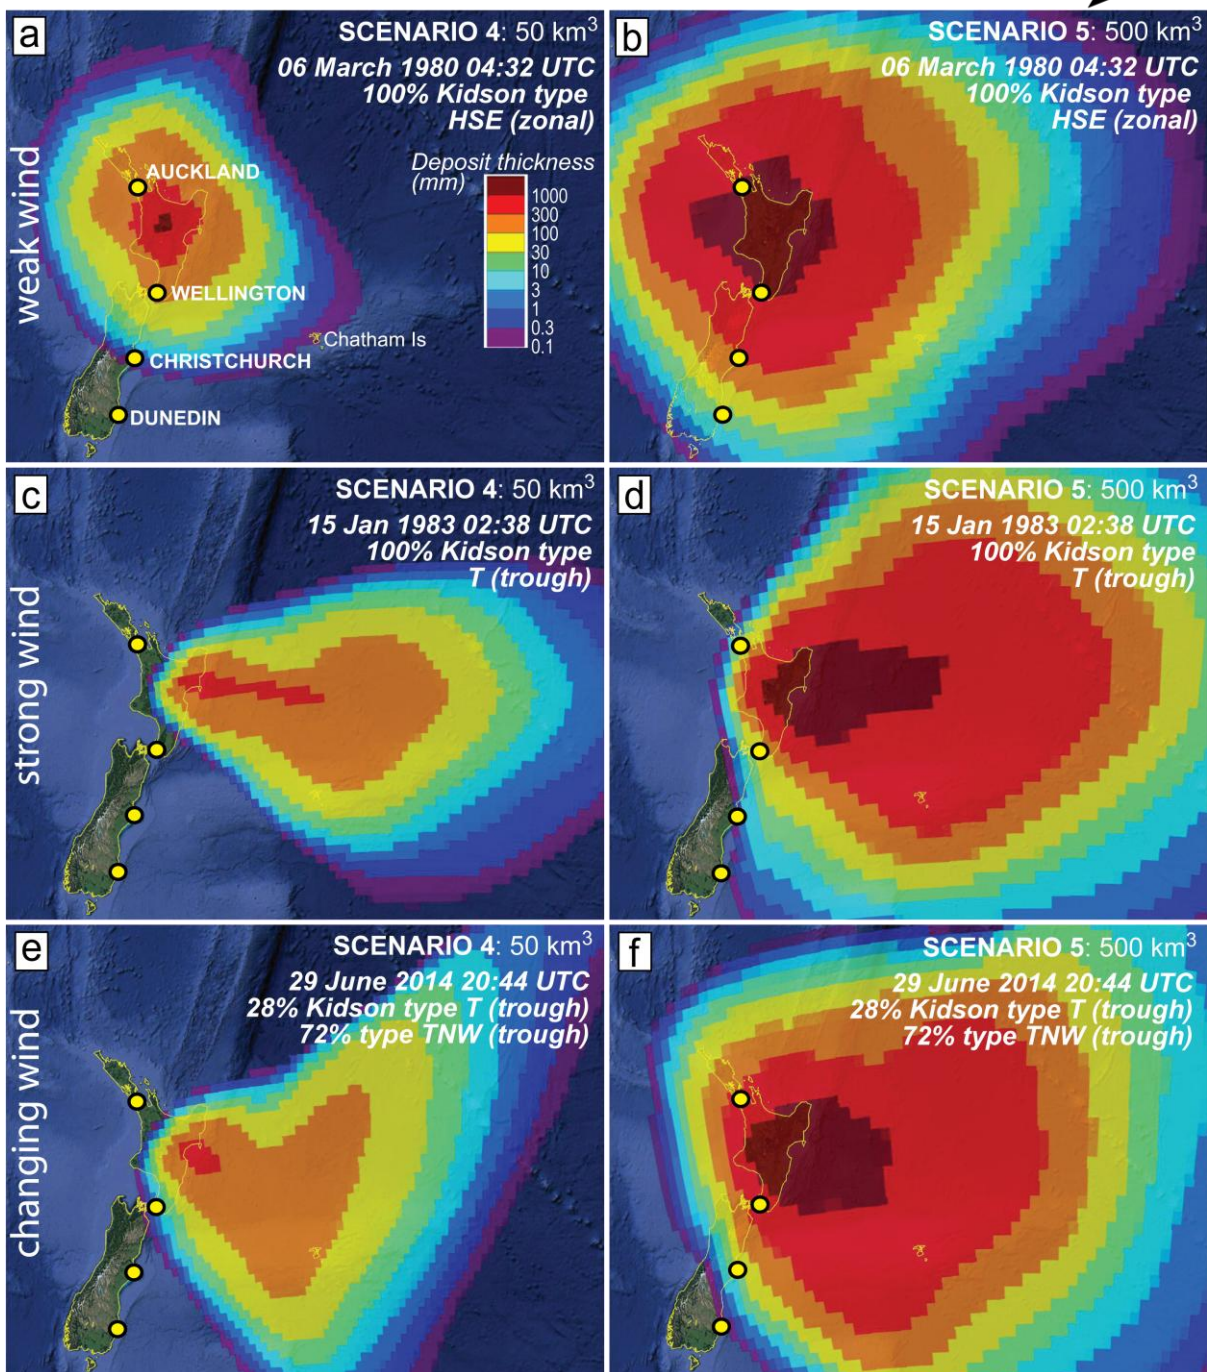 a
SCENARIO 4: 50 km³
06 March 1980 04:32 UTC
100% Kidson type
HSE (zonal)
weak wind
Deposit thickness
(mm)
1000
300
100
30
10
3
1
0.3
0.1
AUCKLAND
WELLINGTON
CHRISTCHURCH
DUNEDIN
Chatham Is
b
SCENARIO 5: 500 km³
06 March 1980 04:32 UTC
100% Kidson type
HSE (zonal)
c
SCENARIO 4: 50 km³
15 Jan 1983 02:38 UTC
100% Kidson type
T (trough)
strong wind
d
SCENARIO 5: 500 km³
15 Jan 1983 02:38 UTC
100% Kidson type
T (trough)
e
SCENARIO 4: 50 km³
29 June 2014 20:44 UTC
28% Kidson type T (trough)
72% type TNW (trough)
changing wind
f
SCENARIO 5: 500 km³
29 June 2014 20:44 UTC
28% Kidson type T (trough)
72% type TNW (trough)